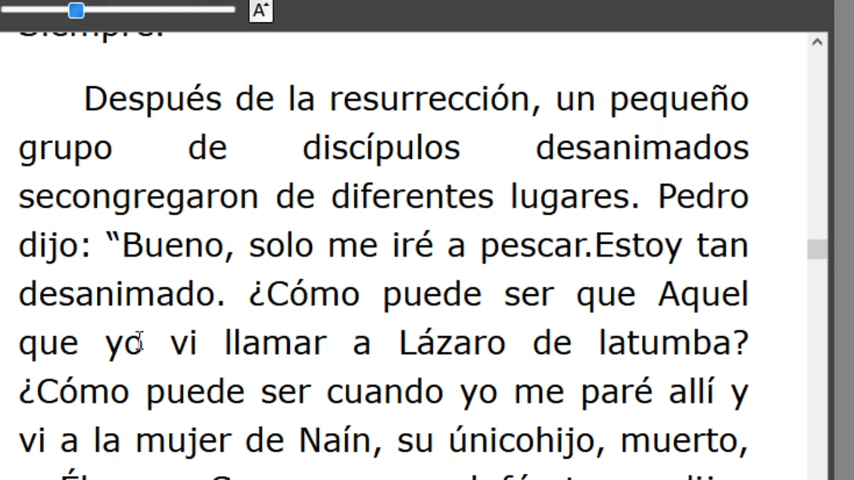 Siempre.
Después de la resurrección, un pequeño
grupo de discípulos desanimados
secongregaron de diferentes lugares. Pedro
dijo: “Bueno, solo me iré a pescar.Estoy tan
desanimado. ¿Cómo puede ser que Aquel
que yo vi llamar a Lázaro de latumba?
¿Cómo puede ser cuando yo me paré allí y
vi a la mujer de Naín, su únicohijo, muerto,